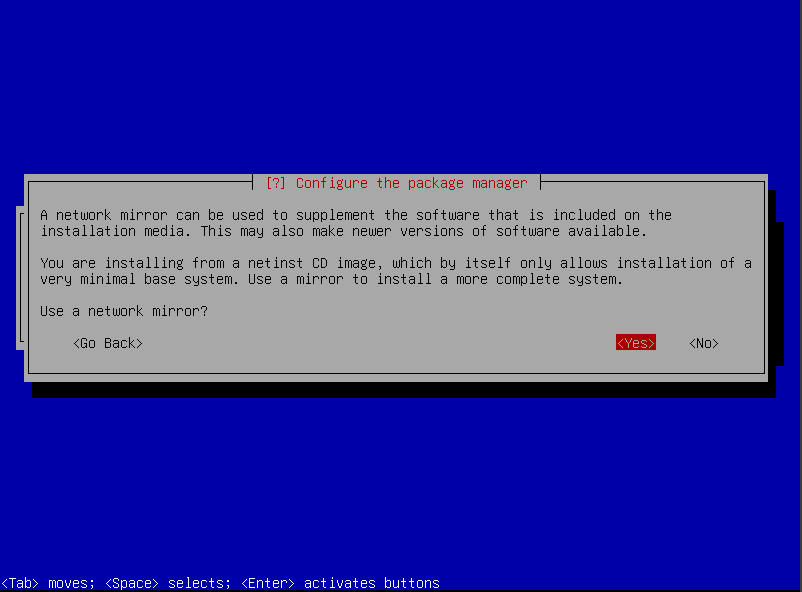 [?] Configure the package manager
A network mirror can be used to supplement the software that is included on the
installation media. This may also make newer versions of software available.
You are installing from a netinst CD image, which by itself only allows installation of a
very minimal base system. Use a mirror to install a more complete system.
Use a network mirror?
<Go Back> <Yes> <No>
<Tab> moves; <Space> selects; <Enter> activates buttons